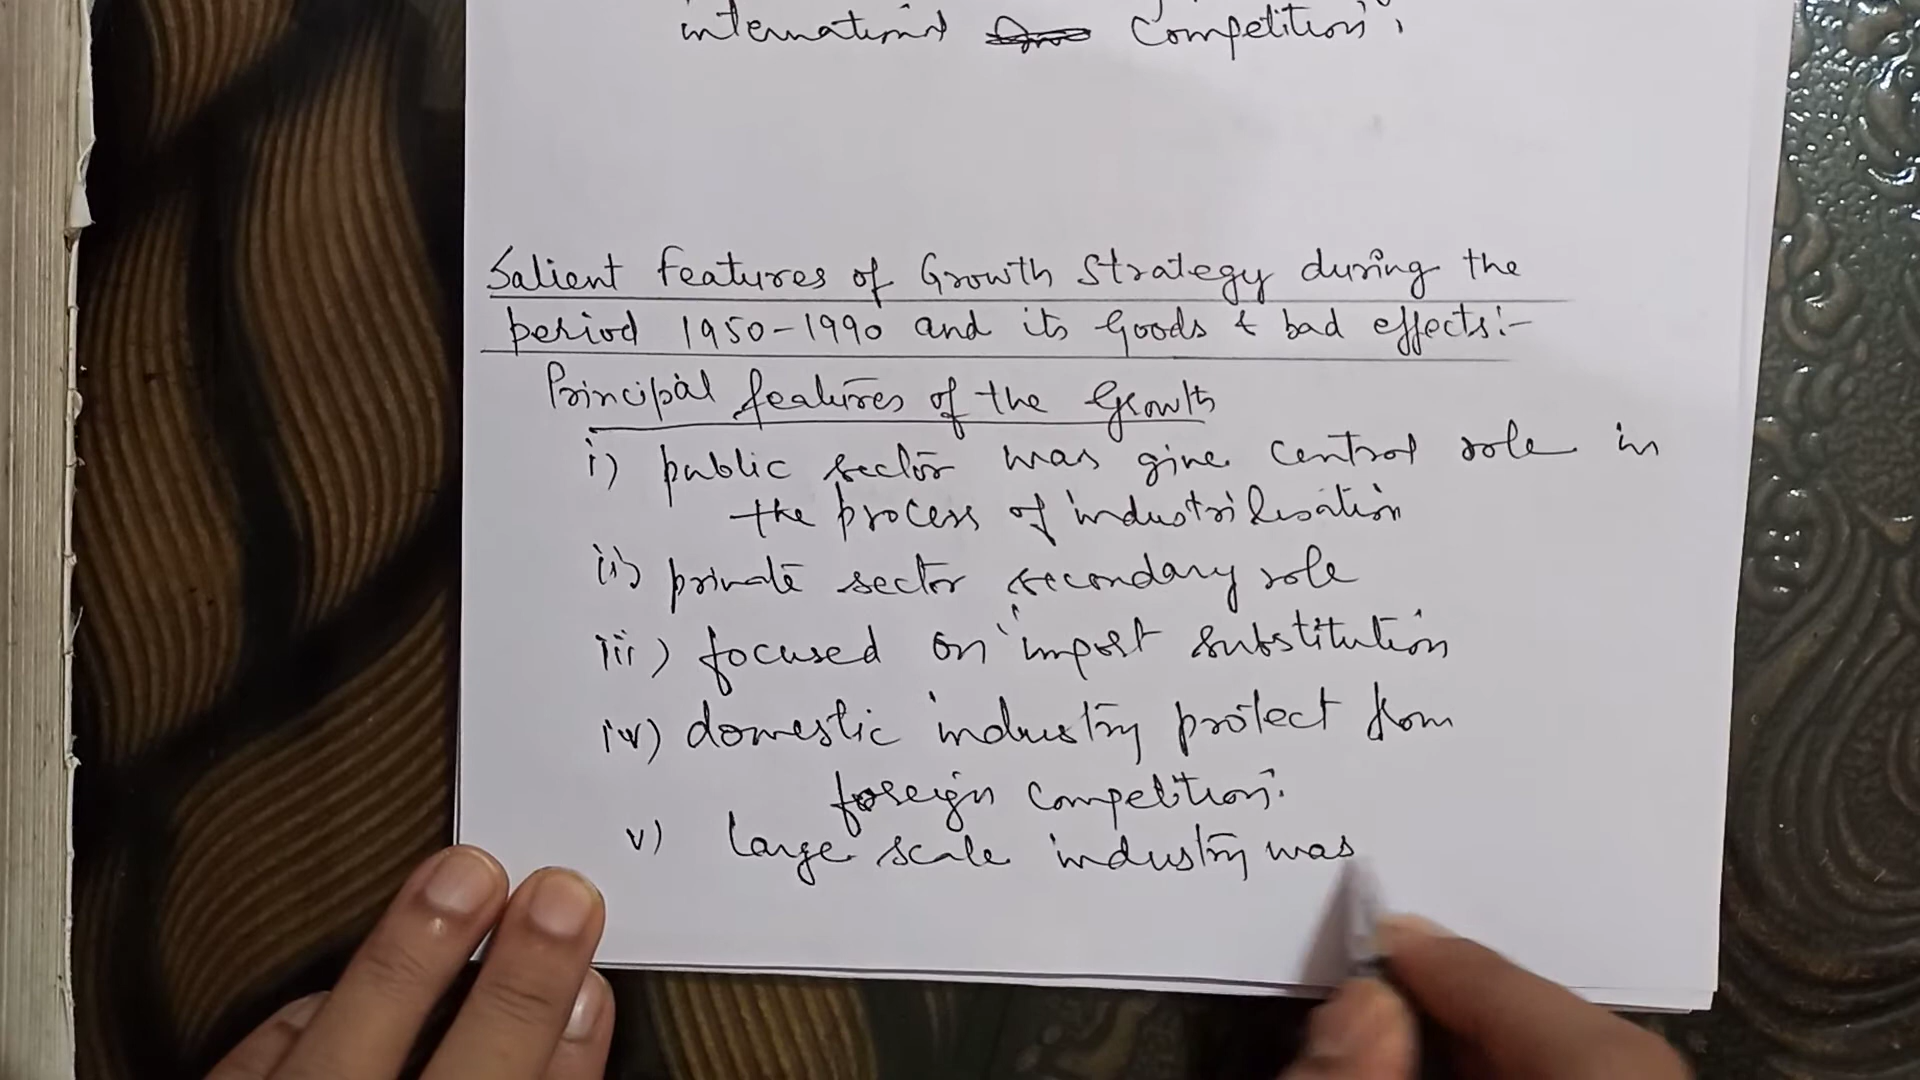 international Competition.
Salient features of Growth Strategy during the
period 1950-1990 and its Goods & bad effects:-
Principal features of the Growth
i) public sector was give central role in
the process of industrilisation
ii) private sector secondary role
iii) focused on import substitution
iv) domestic industry protect from
foreign competition.
v) large scale industry was